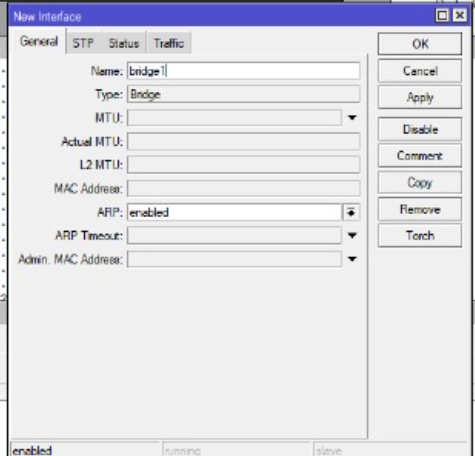 New Interface
General STP Status Traffic
Name: bridge1
Type: Bridge
MTU:
Actual MTU:
L2 MTU:
MAC Address:
ARP: enabled
ARP Timeout:
Admin. MAC Address:
OK
Cancel
Apply
Disable
Comment
Copy
Remove
Torch
enabled running slave